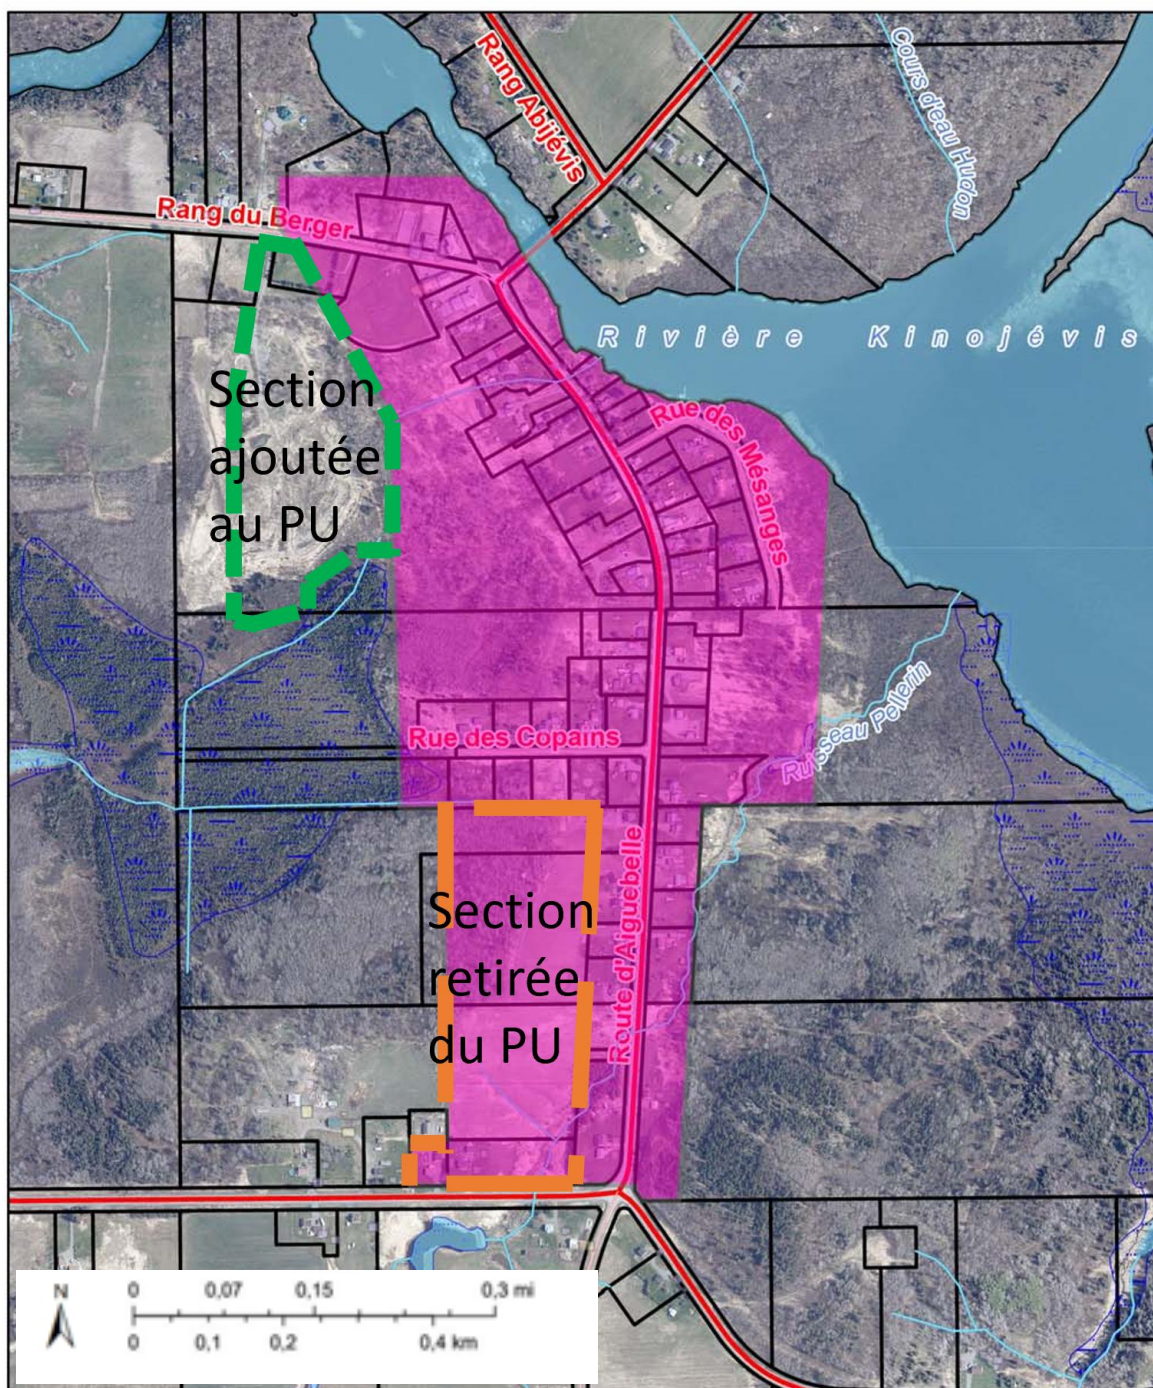 Rang Abijévis
Cours d'eau Hudon
Rang du Berger
Rivière Kinojévis
Section
ajoutée
au PU
Rue des Mésanges
Ruisseau Pellerin
Rue des Copains
Section
retirée
du PU
Route d'Aiguebelle
N
0 0,07 0,15 0,3 mi
0 0,1 0,2 0,4 km